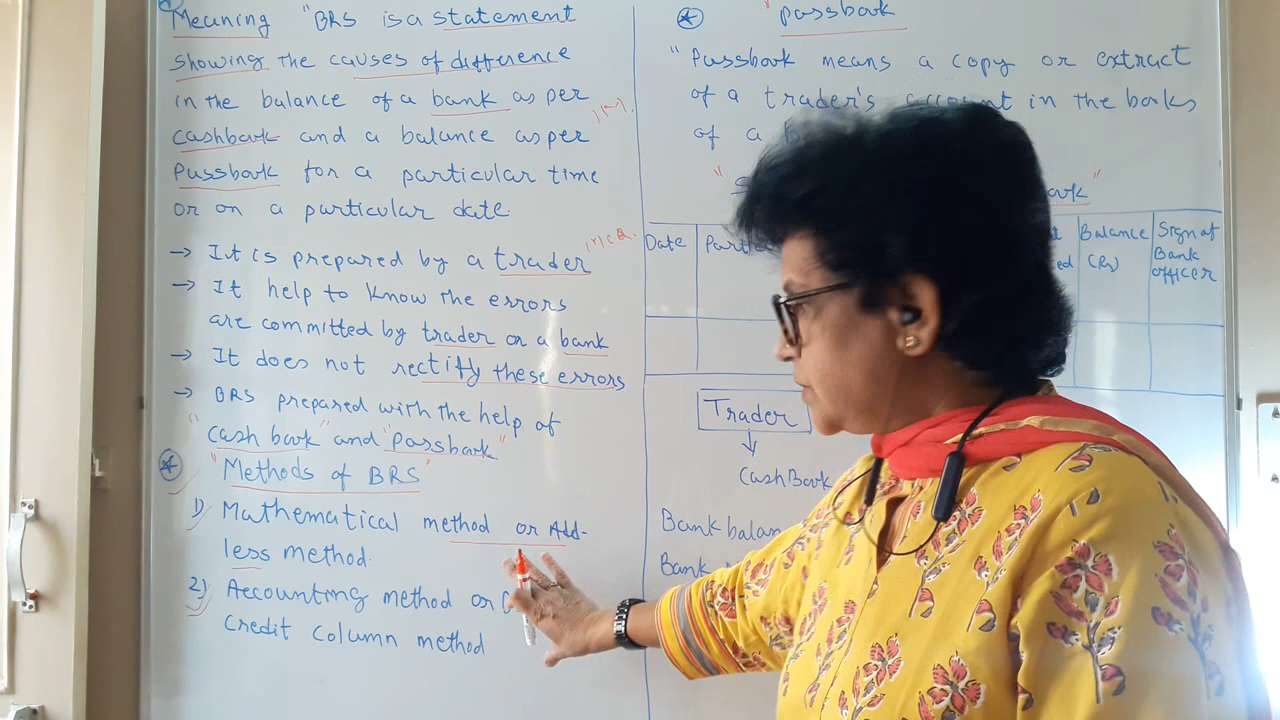 Meaning "BRS is a statement
showing the causes of difference
in the balance of a bank as per
cashbook and a balance as per
Passbook for a particular time
or on a particular date.
→ It is prepared by a trader
→ It help to know the errors
are committed by trader or a bank
→ It does not rectify these errors
→ BRS prepared with the help of
"cash book" and "passbook"
"Methods of BRS"
1) Mathematical method or Add-
less method.
2) Accounting method or
Credit column method
"Passbook
"Passbook means a copy or extract
of a trader's account in the books
of a
Date
Balance (Rs)
Sign of Bank officer
Trader
↓
CashBook
Bank
Bank